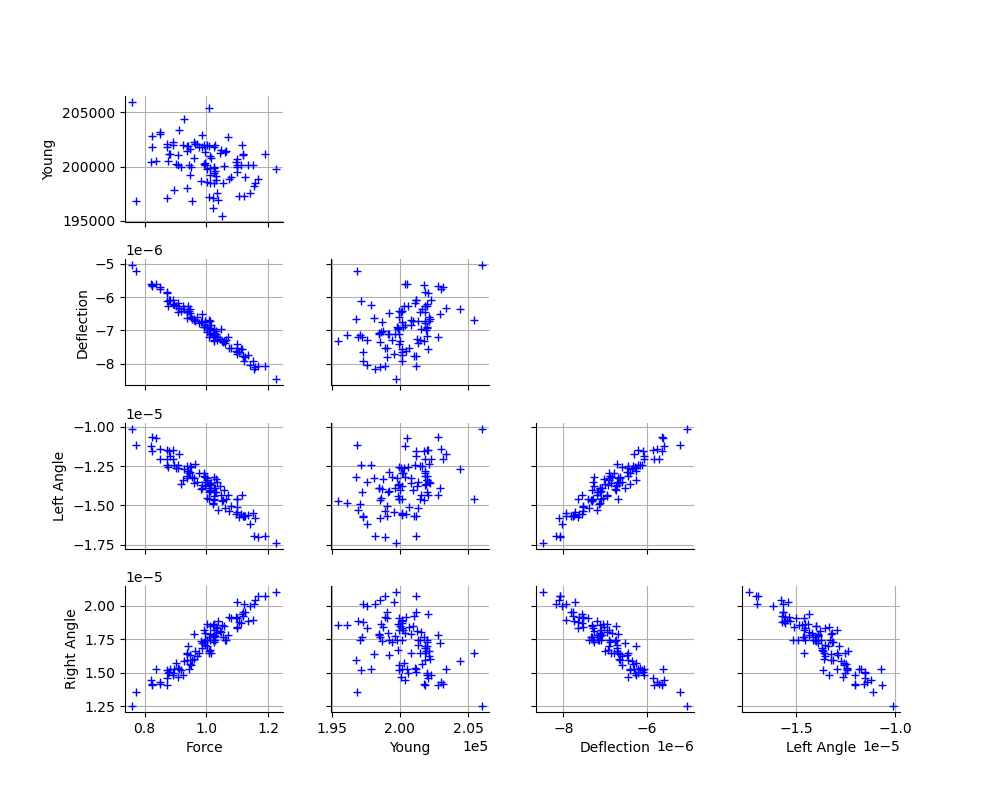 205000
200000
195000
Young
1e−6
−5
−6
−7
−8
Deflection
1e−5
−1.00
−1.25
−1.50
−1.75
Left Angle
1e−5
2.00
1.75
1.50
1.25
Right Angle
0.8 1.0 1.2
Force
1.95 2.00 2.05
Young 1e5
−8 −6
Deflection 1e−6
−1.5 −1.0
Left Angle 1e−5